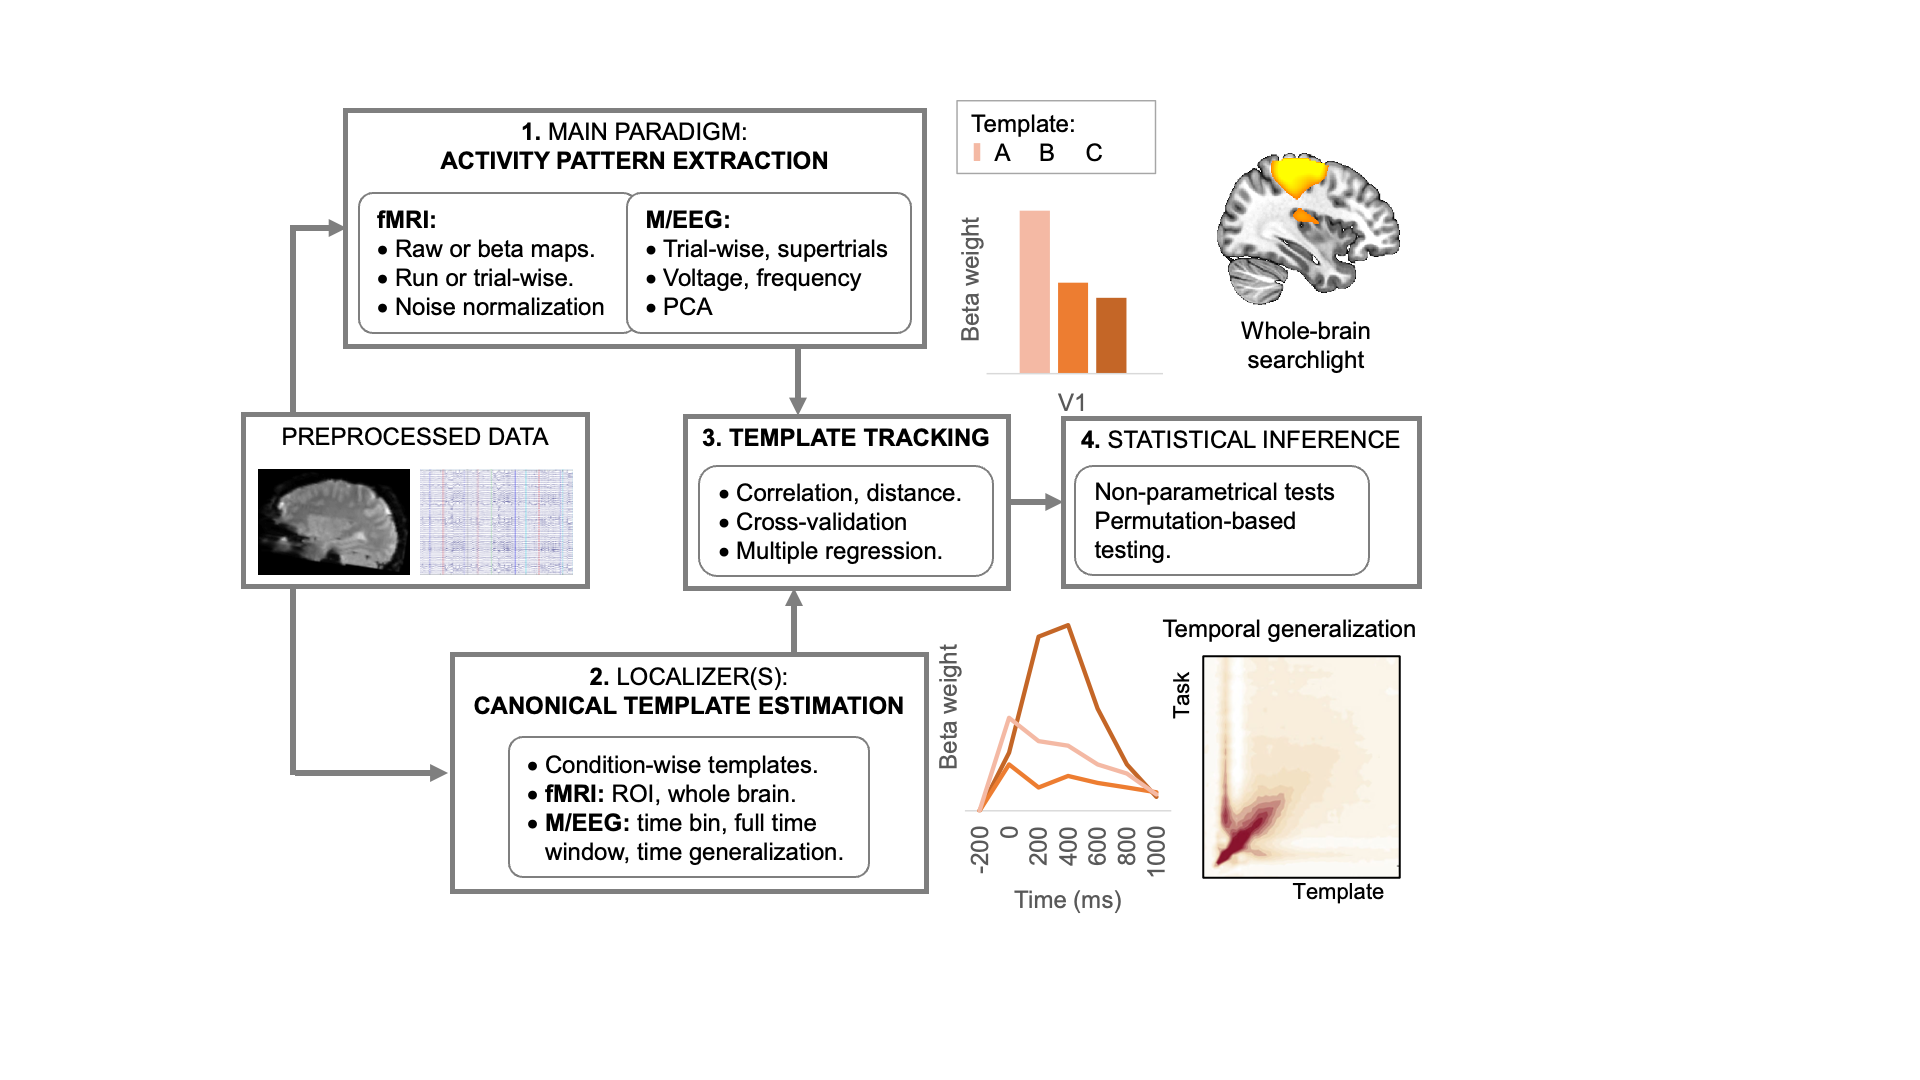 1. MAIN PARADIGM:
ACTIVITY PATTERN EXTRACTION
fMRI:
• Raw or beta maps.
• Run or trial-wise.
• Noise normalization
M/EEG:
• Trial-wise, supertrials
• Voltage, frequency
• PCA
Template:
A B C
Beta weight
V1
Whole-brain
searchlight
PREPROCESSED DATA
3. TEMPLATE TRACKING
• Correlation, distance.
• Cross-validation
• Multiple regression.
4. STATISTICAL INFERENCE
Non-parametrical tests
Permutation-based
testing.
2. LOCALIZER(S):
CANONICAL TEMPLATE ESTIMATION
• Condition-wise templates.
• fMRI: ROI, whole brain.
• M/EEG: time bin, full time
window, time generalization.
Beta weight
-200 0 200 400 600 800 1000
Time (ms)
Temporal generalization
Task
Template